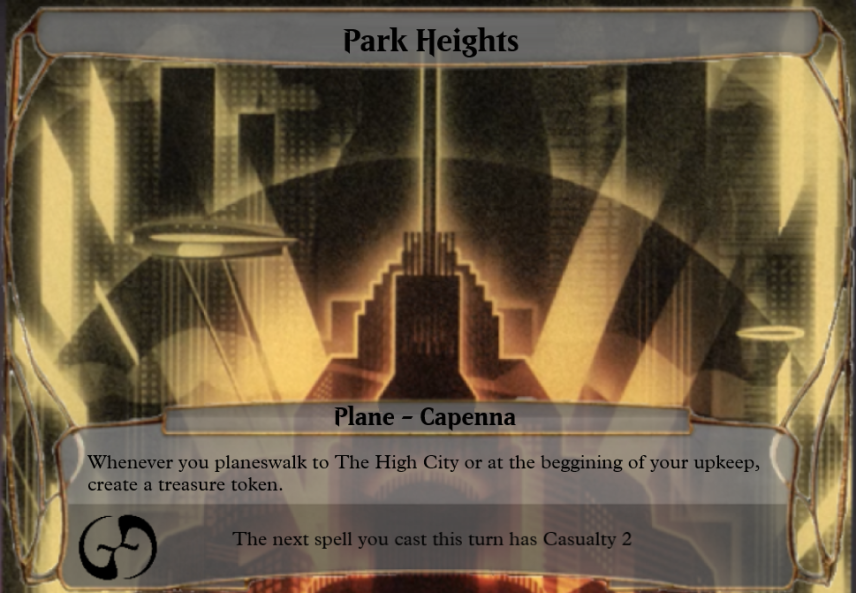 Park Heights
Plane – Capenna
Whenever you planeswalk to The High City or at the beggining of your upkeep,
create a treasure token.
The next spell you cast this turn has Casualty 2